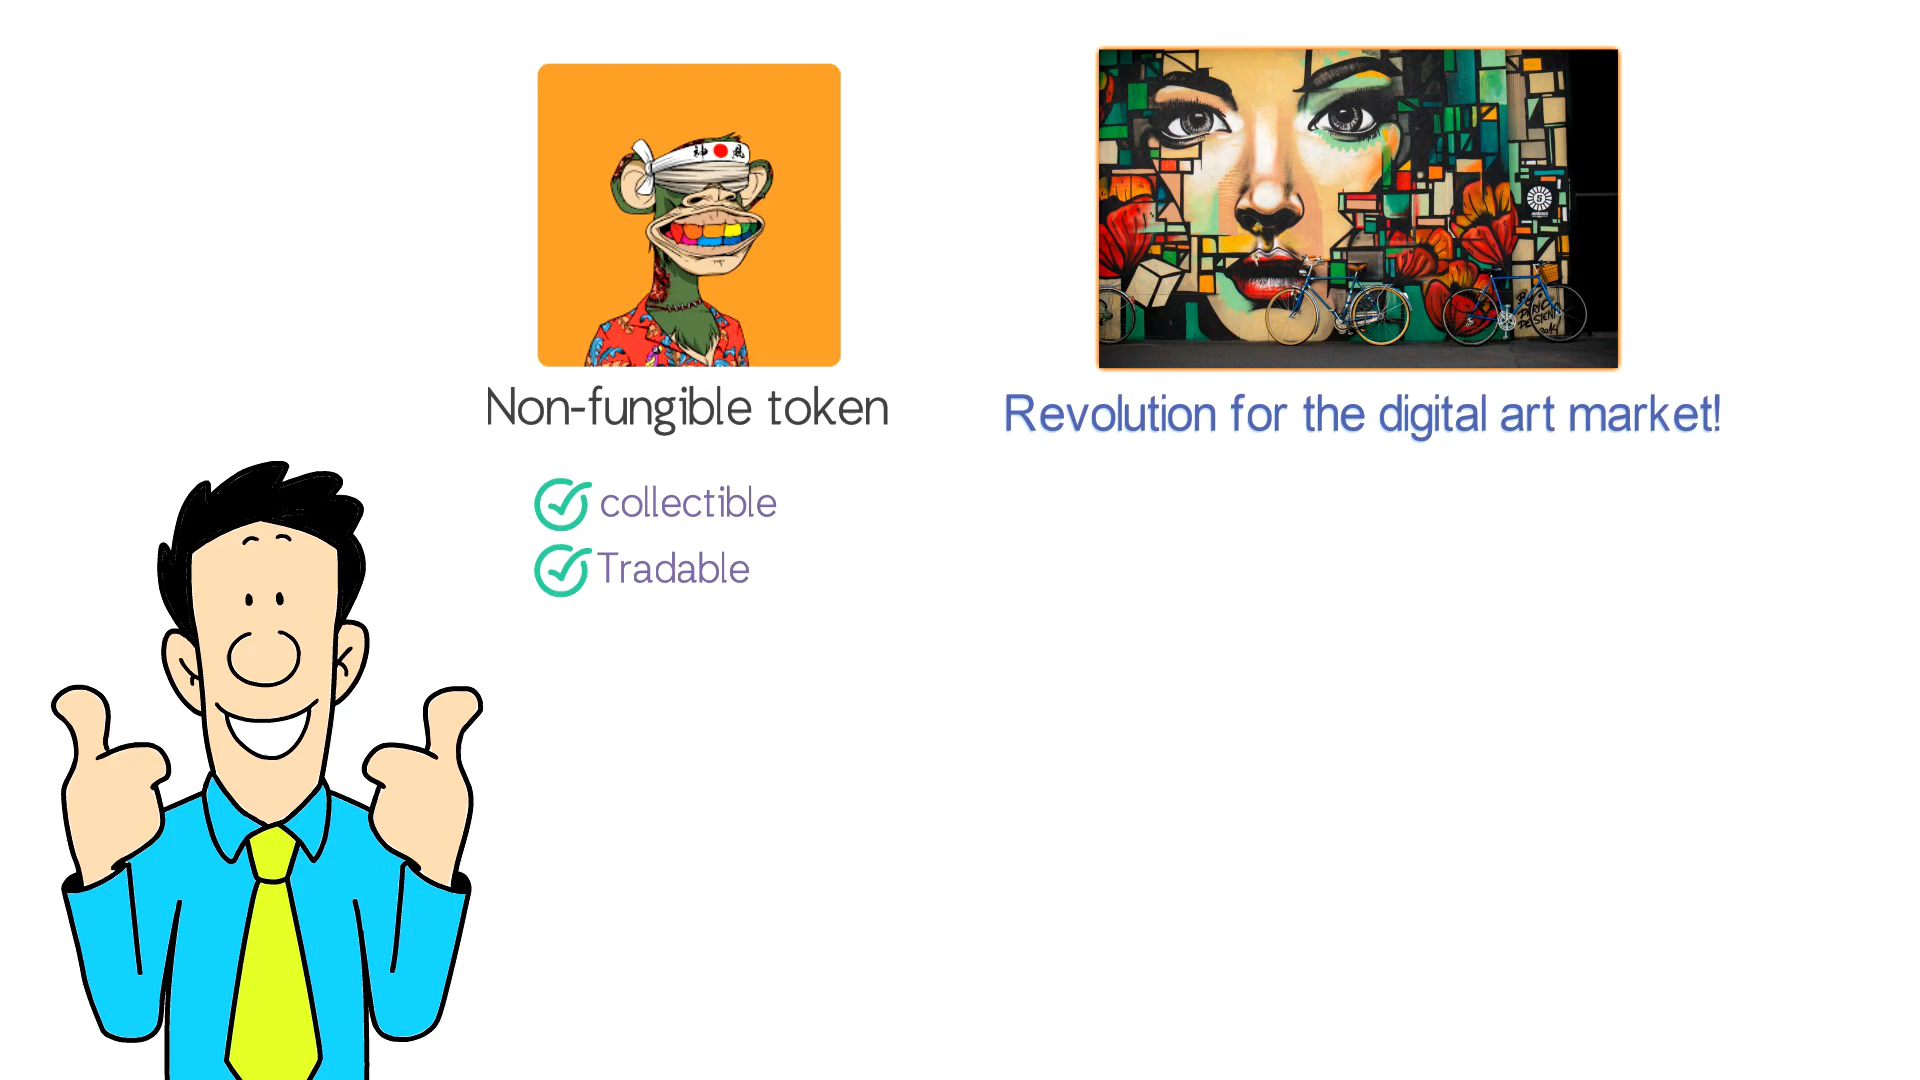 Non-fungible token
Revolution for the digital art market!
collectible
Tradable